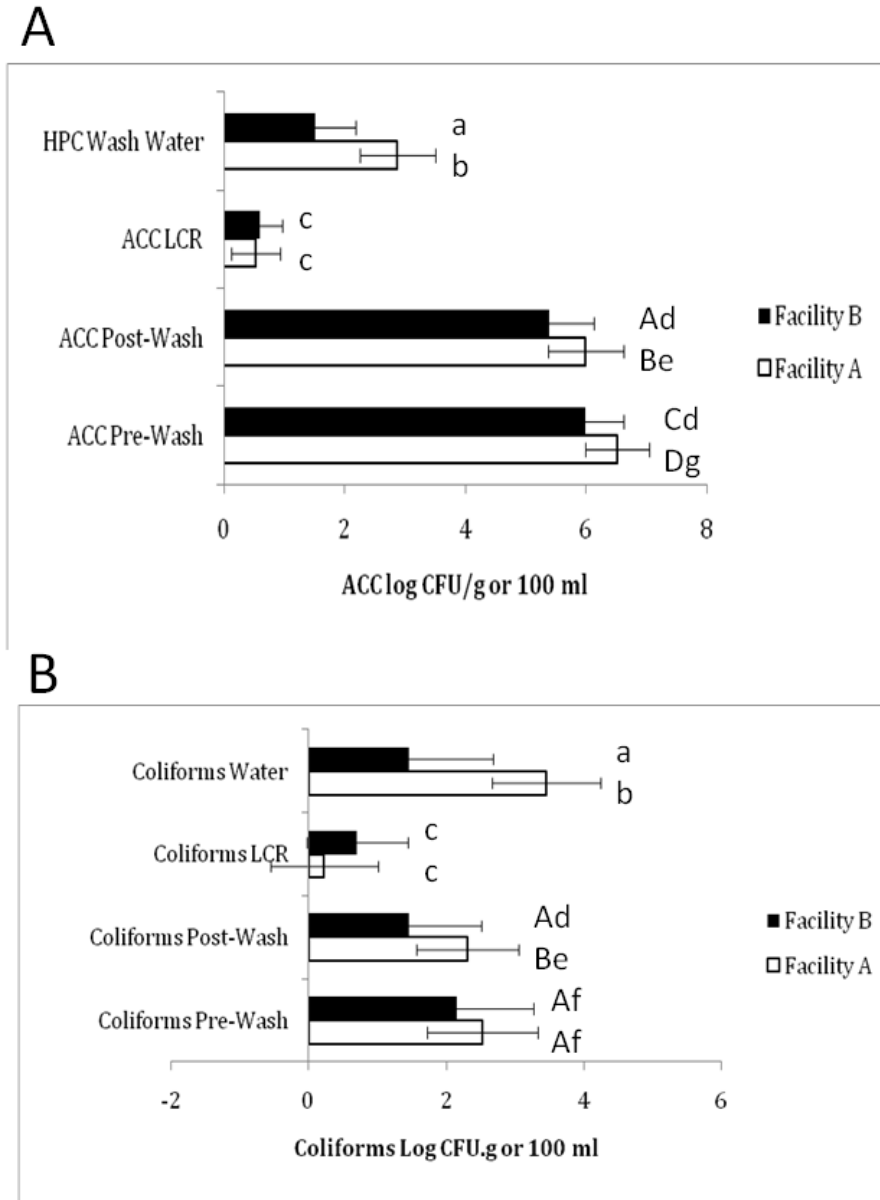 A
HPC Wash Water
a
b
ACC LCR
c
c
ACC Post-Wash
Ad
Be
ACC Pre-Wash
Cd
Dg
Facility B
Facility A
0 2 4 6 8
ACC log CFU/g or 100 ml
B
Coliforms Water
a
b
Coliforms LCR
c
c
Coliforms Post-Wash
Ad
Be
Coliforms Pre-Wash
Af
Af
Facility B
Facility A
-2 0 2 4 6
Coliforms Log CFU.g or 100 ml